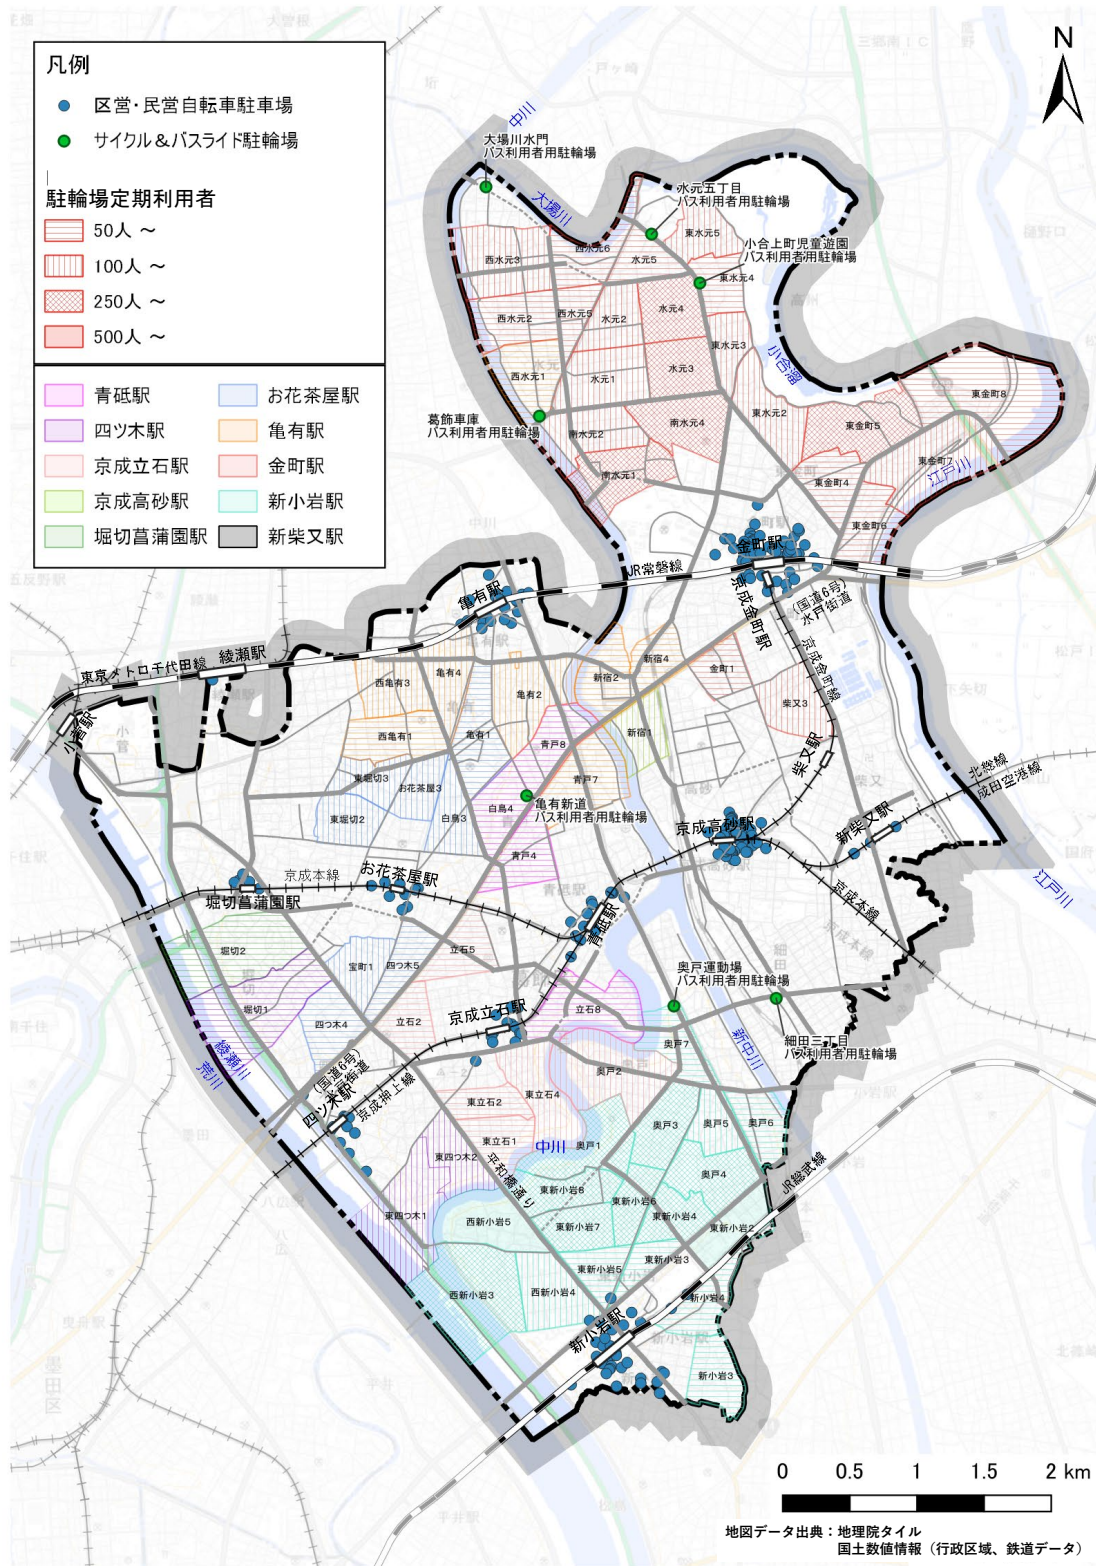 凡例
区営・民営自転車駐車場
サイクル＆バスライド駐輪場
駐輪場定期利用者
50人 ～
100人 ～
250人 ～
500人 ～
青砥駅
お花茶屋駅
四ツ木駅
亀有駅
京成立石駅
金町駅
京成高砂駅
新小岩駅
堀切菖蒲園駅
新柴又駅
N
中川
大場川水門
バス利用者用駐輪場
大場川
水元五丁目
バス利用者用駐輪場
小合上町児童遊園
バス利用者用駐輪場
東水元5
西水元6
西水元3
水元5
東水元4
西水元2
西水元5
水元2
水元4
東水元3
小合溜
西水元1
水元1
水元3
東金町8
葛飾車庫
バス利用者用駐輪場
南水元2
南水元4
東水元2
東金町5
東金町7
江戸川
南水元1
東金町4
東金町6
金町駅
JR常磐線
京成金町駅
(国道6号)
水戸街道
京成金町線
亀有駅
東京メトロ千代田線
綾瀬駅
小菅駅
西亀有3
亀有4
亀有2
新宿4
新宿2
金町1
柴又3
西亀有1
亀有1
青戸8
新宿1
柴又駅
東堀切3
お花茶屋3
青戸7
北総線
成田空港線
東堀切2
白鳥3
白鳥4
亀有新道
バス利用者用駐輪場
京成高砂駅
新柴又駅
青戸4
京成本線
お花茶屋駅
堀切菖蒲園駅
青砥駅
京成本線
江戸川
堀切2
宝町1
四つ木5
立石5
奥戸運動場
バス利用者用駐輪場
細田三丁目
バス利用者用駐輪場
堀切1
四つ木4
立石2
京成立石駅
立石8
新中川
奥戸7
綾瀬川
荒川
(国道6号)
水戸街道
四ツ木駅
京成押上線
奥戸2
東立石2
東立石4
東立石1
中川
奥戸1
奥戸3
奥戸5
奥戸6
東四つ木2
平和橋通り
奥戸4
JR総武線
東四つ木1
東新小岩8
東新小岩6
西新小岩5
東新小岩7
東新小岩4
東新小岩2
東新小岩3
東新小岩5
西新小岩3
西新小岩4
新小岩4
新小岩駅
新小岩3
0 0.5 1 1.5 2 km
地図データ出典：地理院タイル
国土数値情報（行政区域、鉄道データ）